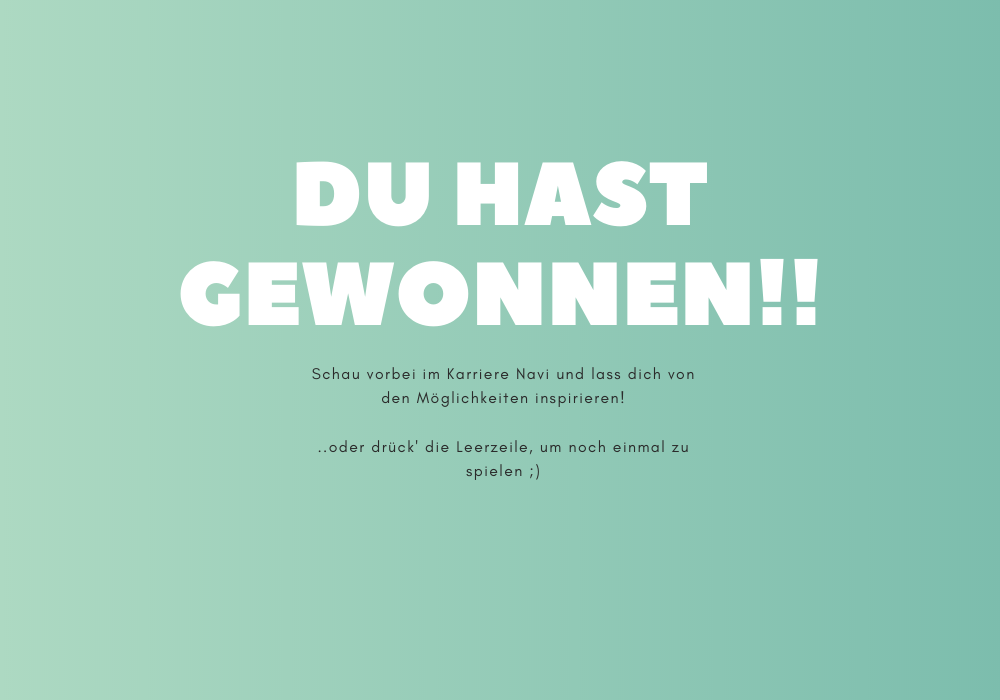 DU HAST
GEWONNEN!!
Schau vorbei im Karriere Navi und lass dich von
den Möglichkeiten inspirieren!
..oder drück' die Leerzeile, um noch einmal zu
spielen ;)